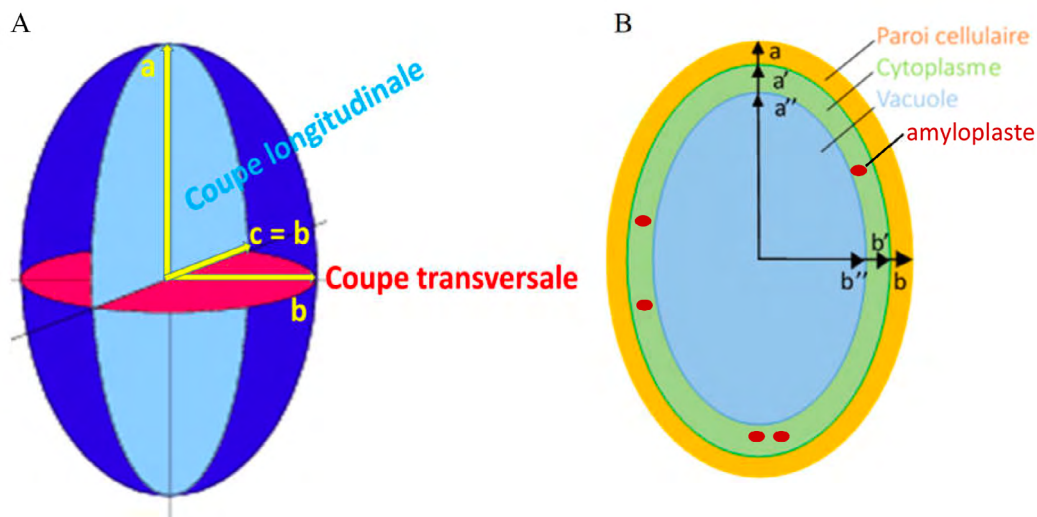 A
a
Coupe longitudinale
c = b
Coupe transversale
b
B
Paroi cellulaire
Cytoplasme
Vacuole
amyloplaste
a
a'
a''
b'
b''
b